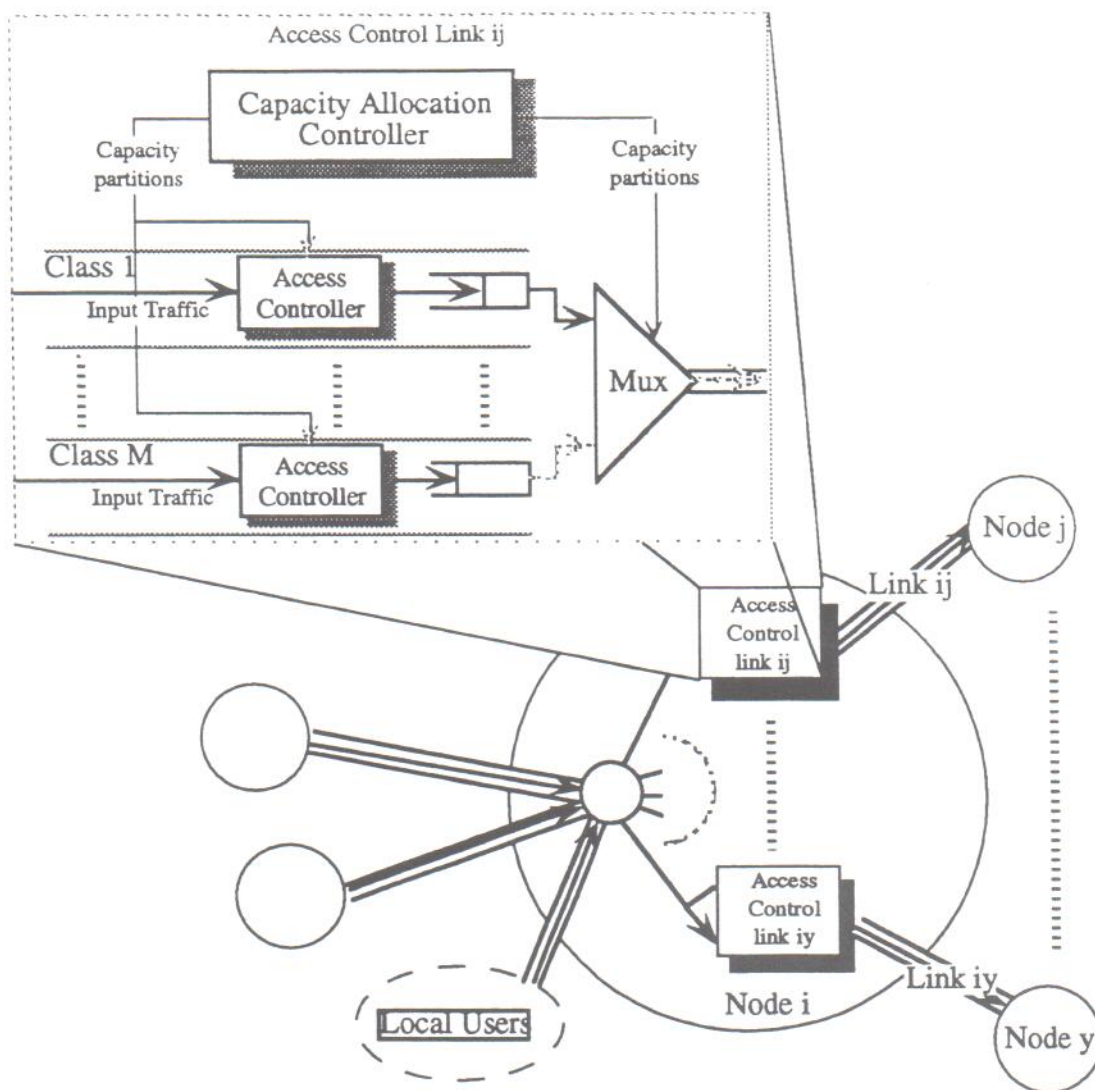 Access Control Link ij
Capacity Allocation
Controller
Capacity
partitions
Capacity
partitions
Class 1
Input Traffic
Access
Controller
Mux
Class M
Input Traffic
Access
Controller
Node j
Link ij
Access
Control
link ij
Access
Control
link iy
Link iy
Node i
Local Users
Node y